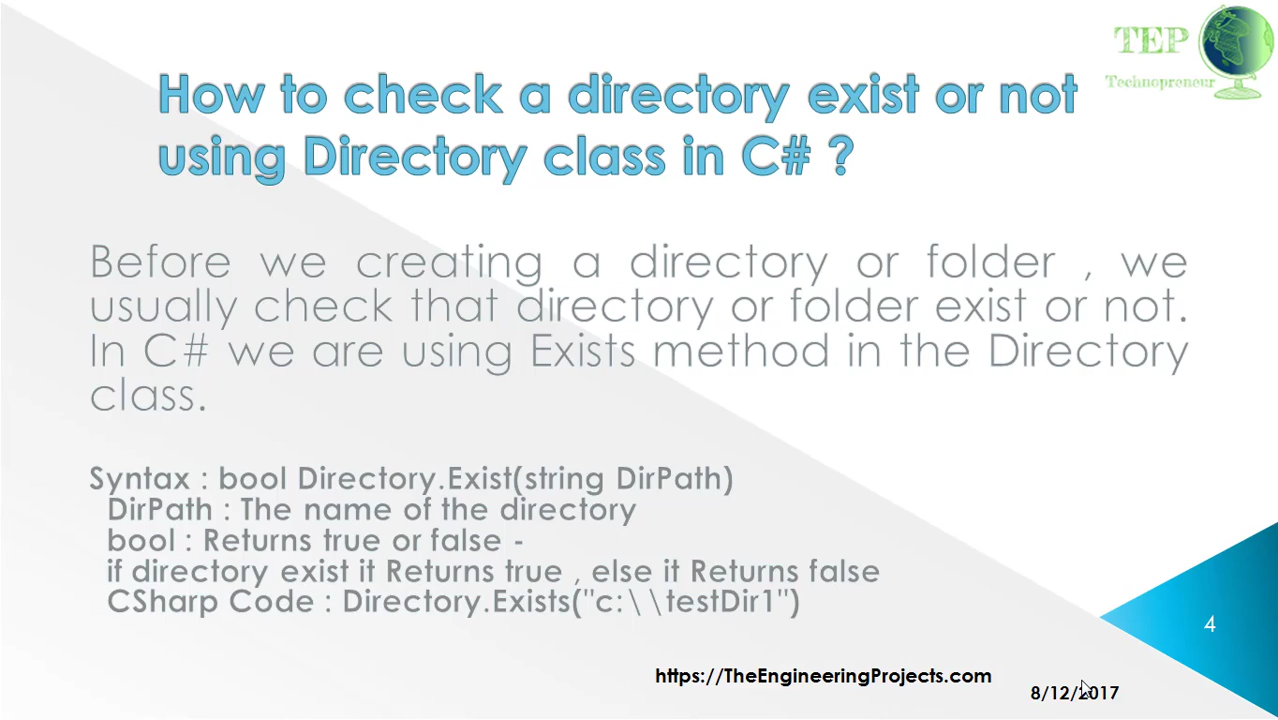 TEP
Technopreneur
How to check a directory exist or not
using Directory class in C# ?
Before we creating a directory or folder , we
usually check that directory or folder exist or not.
In C# we are using Exists method in the Directory
class.
Syntax : bool Directory.Exist(string DirPath)
DirPath : The name of the directory
bool : Returns true or false -
if directory exist it Returns true , else it Returns false
CSharp Code : Directory.Exists("c:\\testDir1")
4
https://TheEngineeringProjects.com
8/12/2017